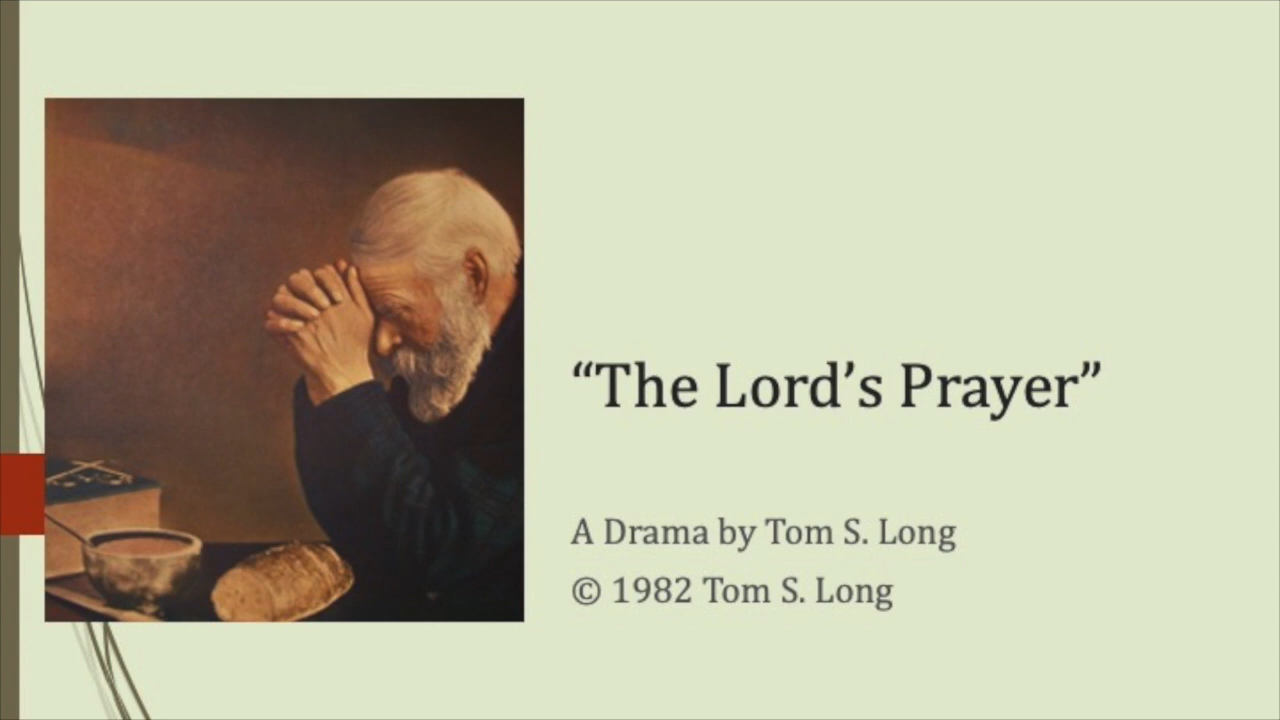 “The Lord’s Prayer”
A Drama by Tom S. Long
© 1982 Tom S. Long